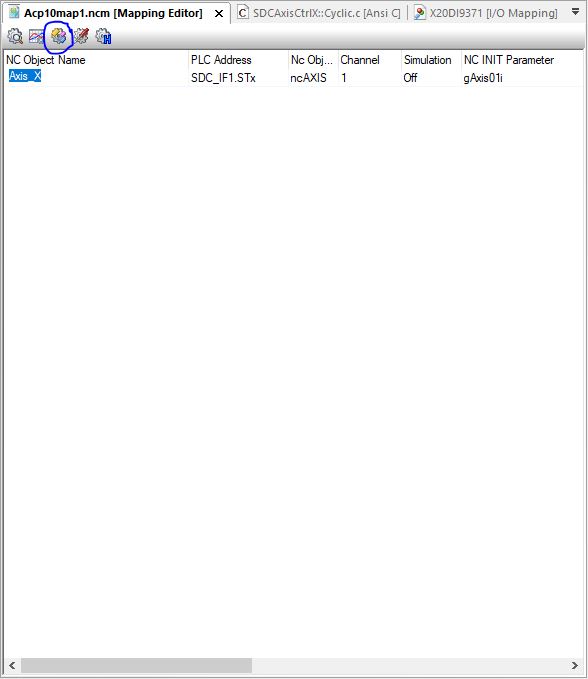 Acp10map1.ncm [Mapping Editor] SDCAxisCtrlX::Cyclic.c [Ansi C] X20DI9371 [I/O Mapping]
NC Object Name PLC Address Nc Obj... Channel Simulation NC INIT Parameter
Axis_X SDC_IF1.STx ncAXIS 1 Off gAxis01i